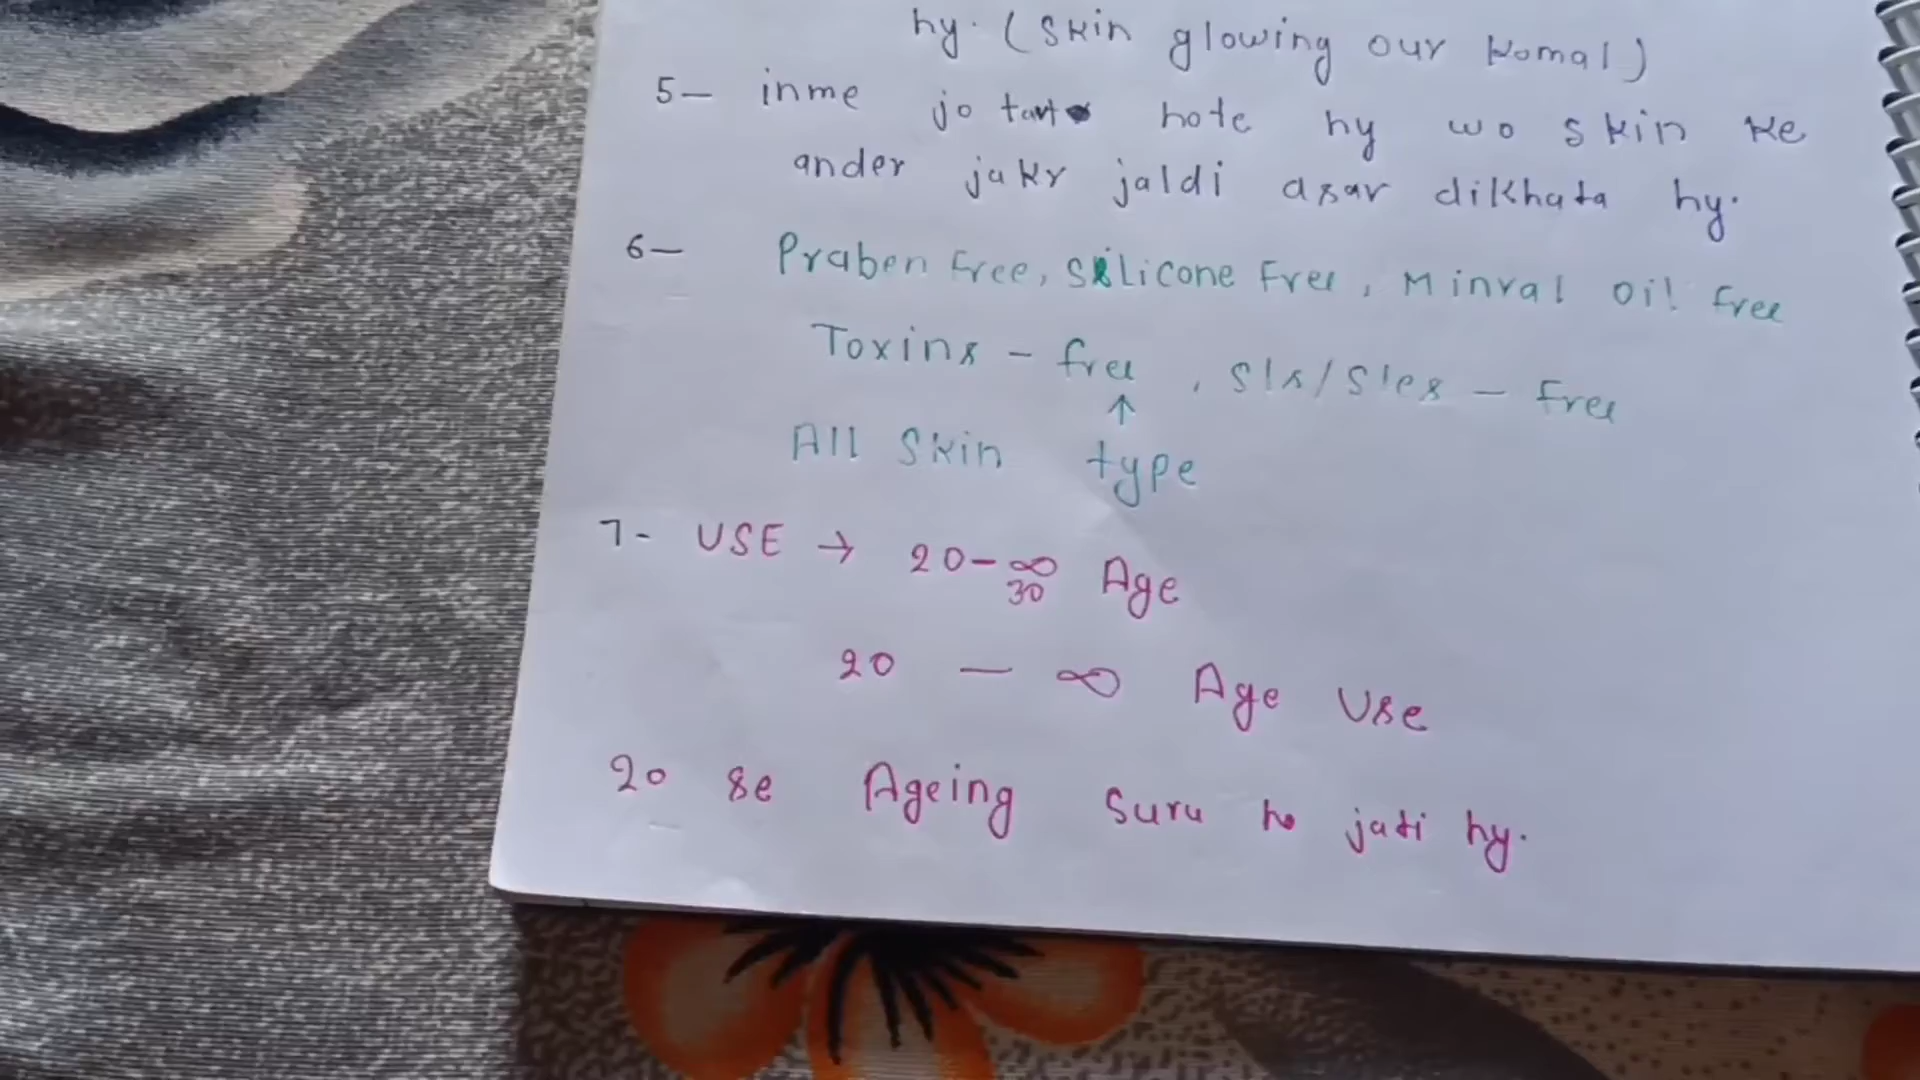 hy. (Skin glowing our komal)
5- inme jo tatv hote hy wo skin ke
ander jakr jaldi asar dikhata hy.
6- Praben free, Silicone Free, Minral oil free
Toxins - free, Sls/Sles - free
↑
All Skin type
7- USE → 20-∞ Age
30
20 - ∞ Age Use
20 se Ageing Suru ho jati hy.